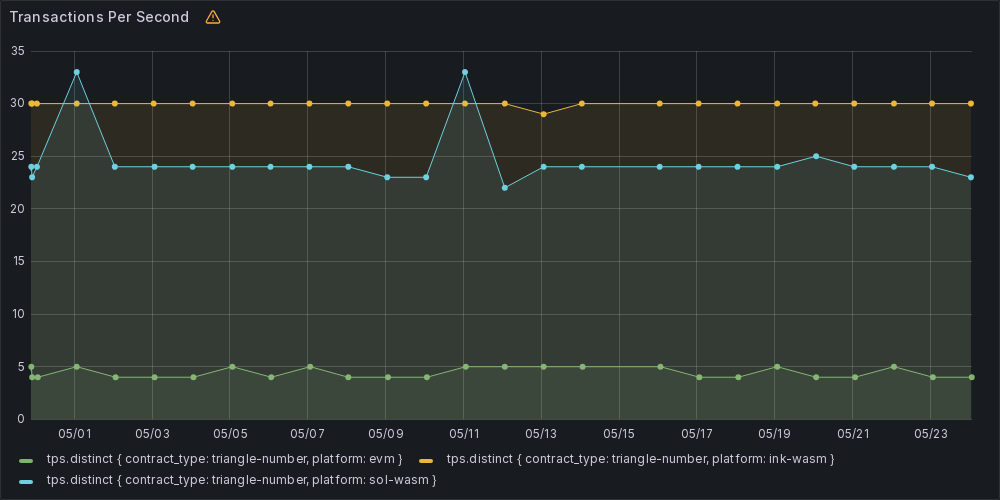 Transactions Per Second
35
30
25
20
15
10
5
0
05/01 05/03 05/05 05/07 05/09 05/11 05/13 05/15 05/17 05/19 05/21 05/23
tps.distinct { contract_type: triangle-number, platform: evm } tps.distinct { contract_type: triangle-number, platform: ink-wasm }
tps.distinct { contract_type: triangle-number, platform: sol-wasm }